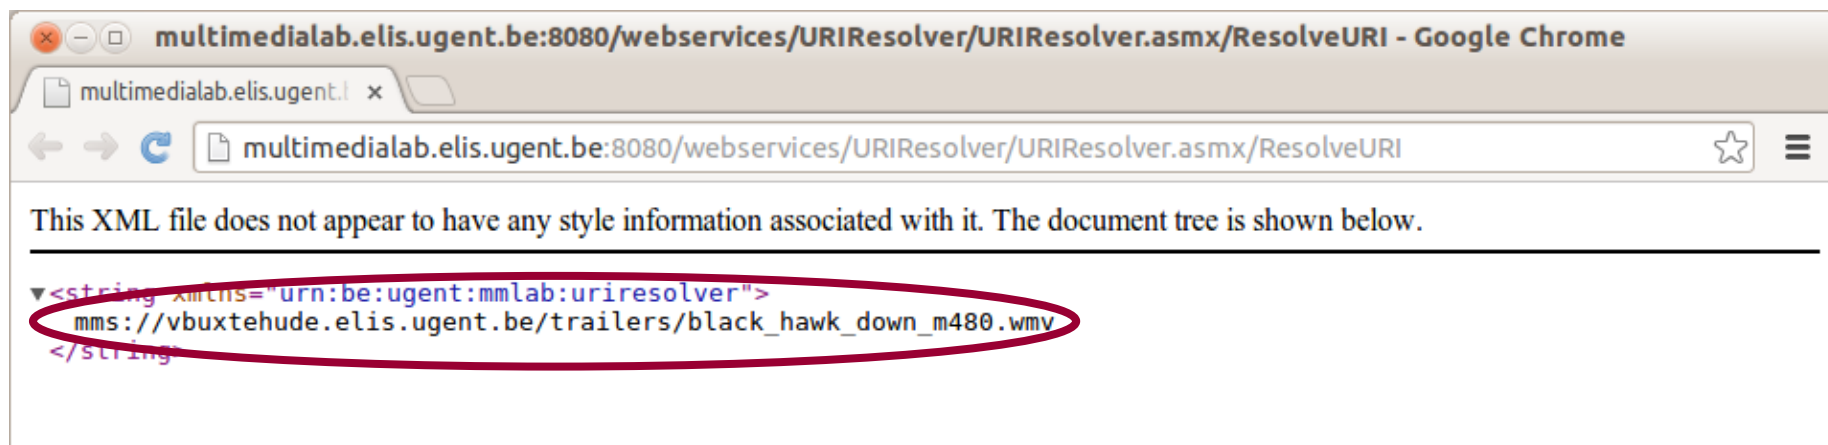 multimedialab.elis.ugent.be:8080/webservices/URIResolver/URIResolver.asmx/ResolveURI - Google Chrome
multimedialab.elis.ugent.
multimedialab.elis.ugent.be:8080/webservices/URIResolver/URIResolver.asmx/ResolveURI
This XML file does not appear to have any style information associated with it. The document tree is shown below.
▼<string xmlns="urn:be:ugent:mmlab:uriresolver">
mms://vbuxtehude.elis.ugent.be/trailers/black_hawk_down_m480.wmv
</string>